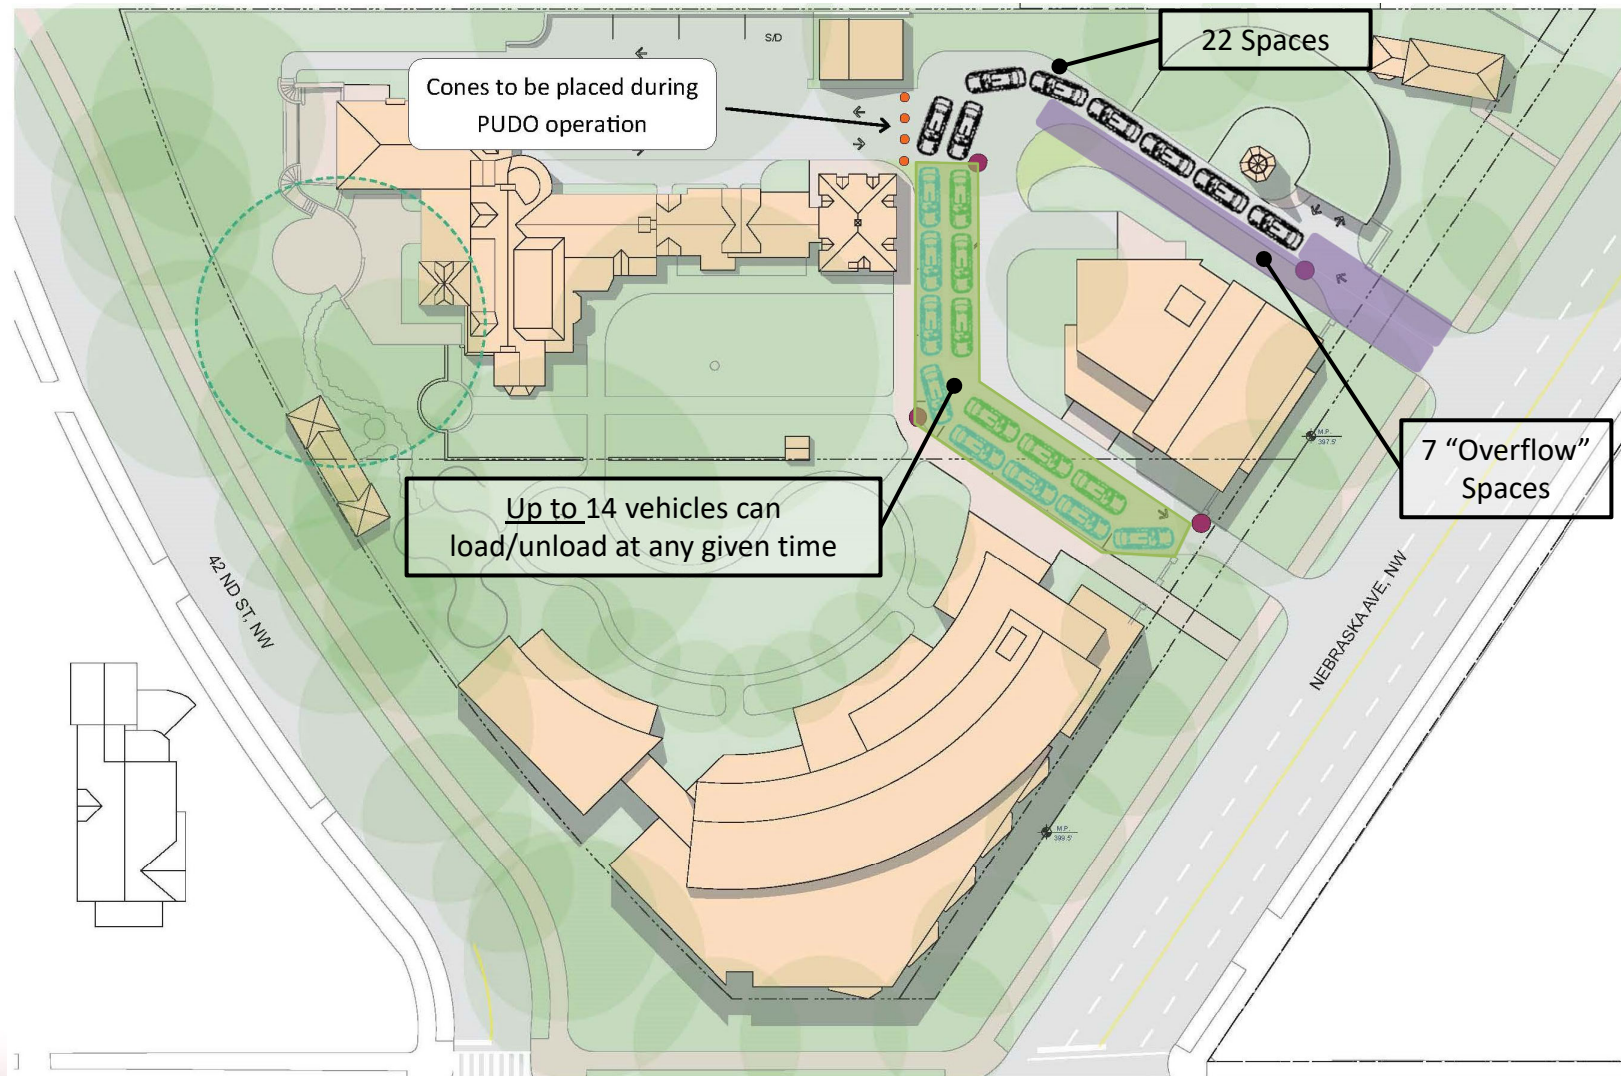 22 Spaces
S/D
Cones to be placed during
PUDO operation
7 “Overflow”
Spaces
M.P.
397.5'
Up to 14 vehicles can
load/unload at any given time
42 ND ST, NW
NEBRASKA AVE, NW
M.P.
399.5'